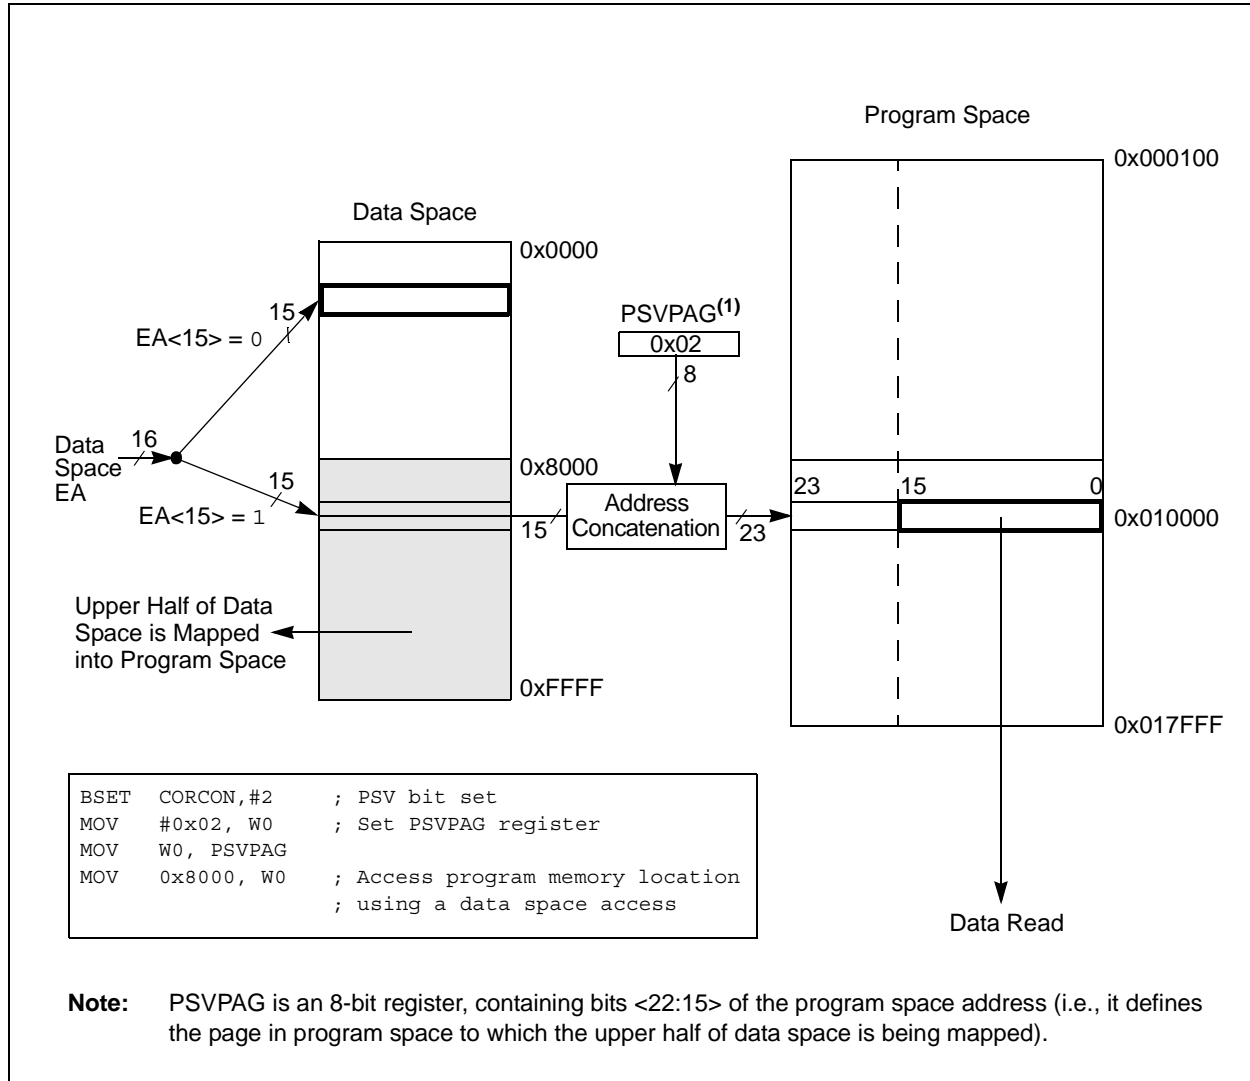 Program Space
0x000100
Data Space
0x0000
15
EA<15> = 0
PSVPAG(1)
0x02
8
16
Data
Space
EA
15
EA<15> = 1
0x8000
15
Address
Concatenation
23
23 15 0
0x010000
Upper Half of Data
Space is Mapped
into Program Space
0xFFFF
0x017FFF
BSET CORCON,#2 ; PSV bit set
MOV #0x02, W0 ; Set PSVPAG register
MOV W0, PSVPAG
MOV 0x8000, W0 ; Access program memory location
; using a data space access
Data Read
Note: PSVPAG is an 8-bit register, containing bits <22:15> of the program space address (i.e., it defines
the page in program space to which the upper half of data space is being mapped).